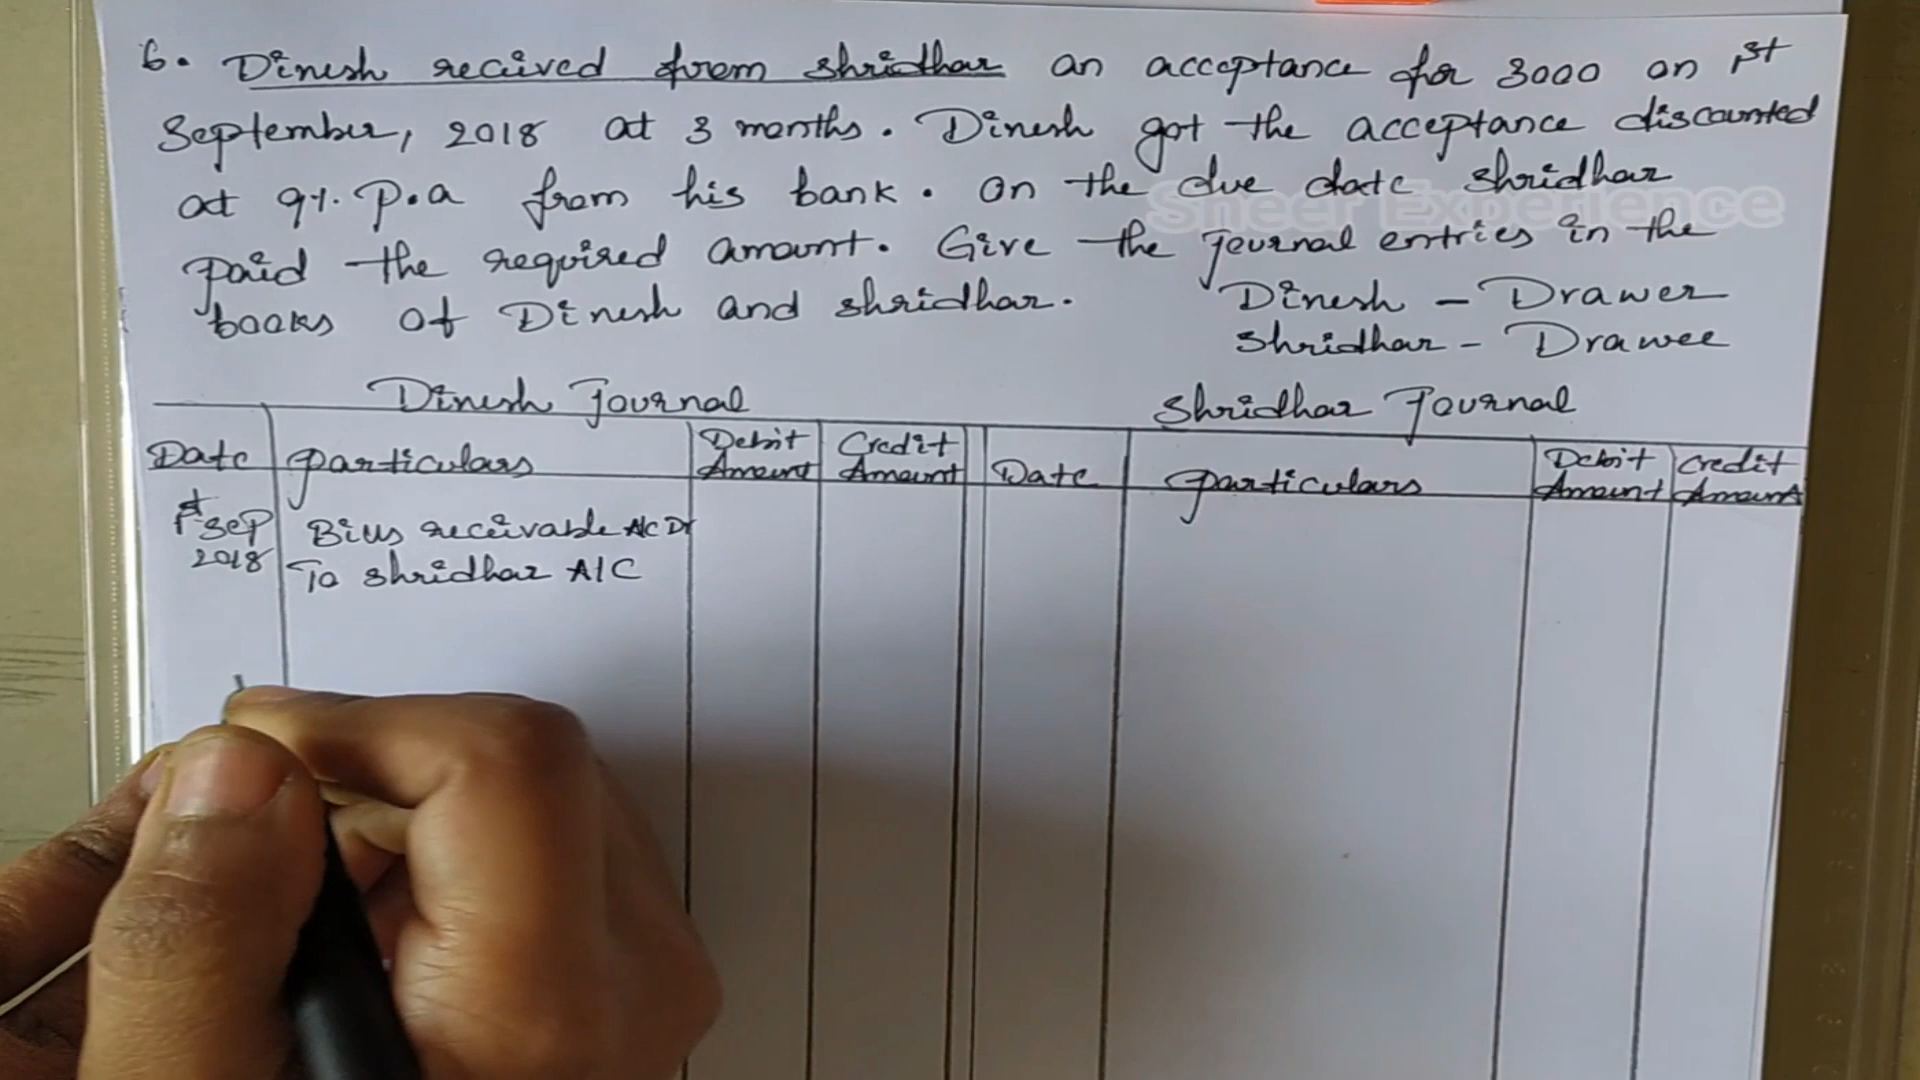 6. Dinesh received from shridhar an acceptance for 3000 on 1st
September, 2018 at 3 months. Dinesh got the acceptance discounted
at 9%. P.a from his bank. on the due date shridhar
Sheef Experience
paid the required amount. Give the Journal entries in the
books of Dinesh and shridhar.
Dinesh - Drawer
shridhar - Drawee
Dinesh Journal
shridhar Journal
Date particulars Debit Amount Credit Amount Date particulars Debit Amount credit Amount
1st sep 2018
Bills receivable A/C Dr
To shridhar A/C